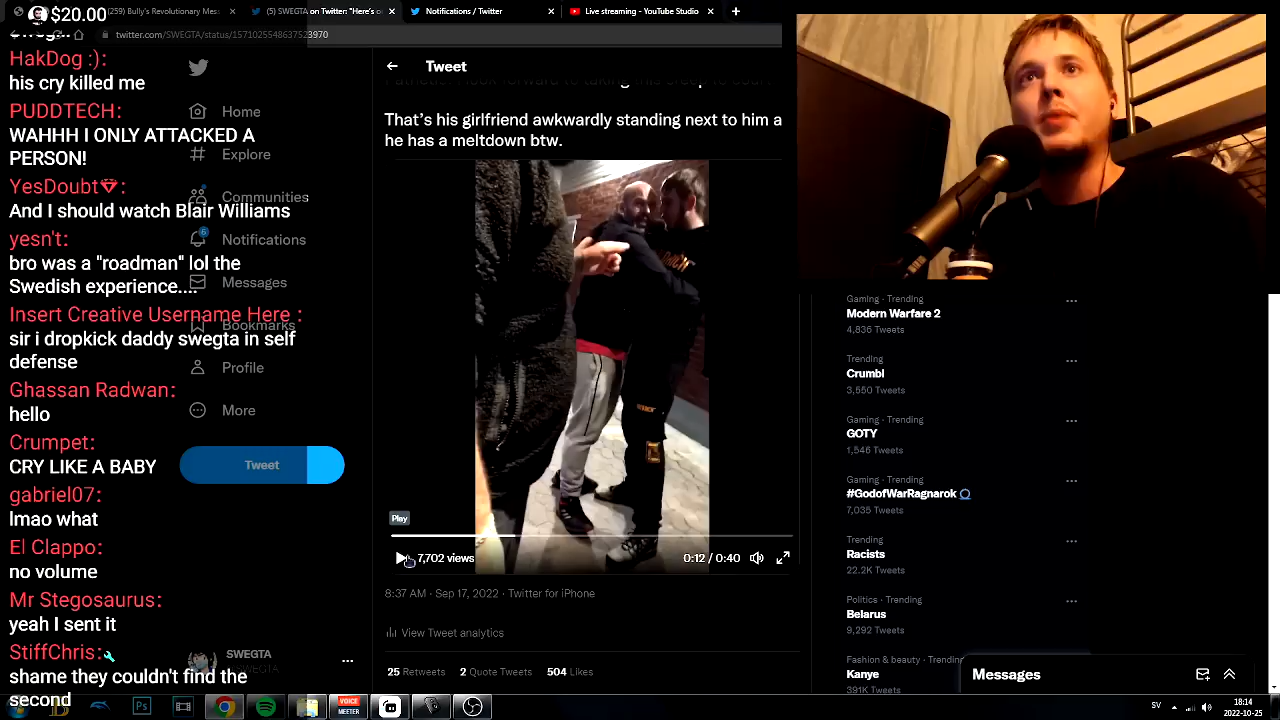 $20.00
(259) Bully's Revolutionary Mess
(5) SWEGTA on Twitter: "Here's
Notifications / Twitter
Live streaming - YouTube Studio
twitter.com/SWEGTA/status/1571025548637523970
HakDog :):
his cry killed me
PUDDTECH:
WAHHH I ONLY ATTACKED A
PERSON!
YesDoubt💎:
And I should watch Blair Williams
yesn't:
bro was a "roadman" lol the
Swedish experience....
Insert Creative Username Here :
sir i dropkick daddy swegta in self
defense
Ghassan Radwan:
hello
Crumpet:
CRY LIKE A BABY
gabriel07:
lmao what
El Clappo:
no volume
Mr Stegosaurus:
yeah I sent it
StiffChris:🔧
shame they couldn't find the
second
Home
Explore
Communities
6
Notifications
Messages
Bookmarks
Profile
More
Tweet
SWEGTA
SWEGTA
Tweet
That's his girlfriend awkwardly standing next to him a
he has a meltdown btw.
Play
7,702 views
0:12 / 0:40
8:37 AM · Sep 17, 2022 · Twitter for iPhone
View Tweet analytics
25 Retweets 2 Quote Tweets 504 Likes
Gaming · Trending
Modern Warfare 2
4,836 Tweets
Trending
Crumbl
3,550 Tweets
Gaming · Trending
GOTY
1,546 Tweets
Gaming · Trending
#GodofWarRagnarok
7,035 Tweets
Trending
Racists
22.2K Tweets
Politics · Trending
Belarus
9,292 Tweets
Fashion & beauty · Trending
Kanye
391K Tweets
Messages
Ps
VOICE
MEETER
SV
18:14
2022-10-25